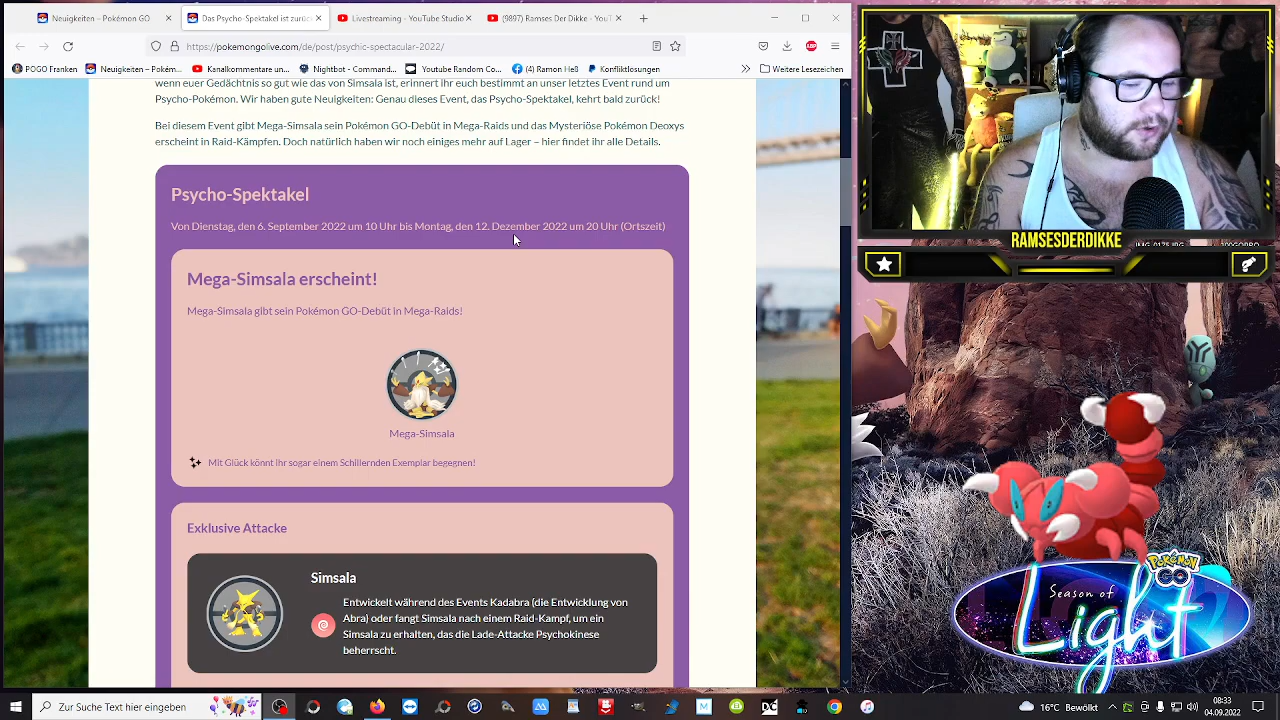 Neuigkeiten – Pokémon GO
Das Psycho-Spektakel ist zurüc
Livestreaming - YouTube Studio
(9897) Ramses Der Dikke - YouT
https://pokemongolive.com/post/psychic-spectacular-2022/
POGO Franken
Neuigkeiten – Pokém...
Kanalkommentare un...
Nightbot - Standard ...
Youtube Random Co...
(4) Ramon Heß
Konfliktlösungen
Weitere Lesezeichen
wenn euer Gedächtnis so gut wie das von Simsala ist, erinnert ihr euch bestimmt an unser letztes Event rund um
Psycho-Pokémon. Wir haben gute Neuigkeiten: Genau dieses Event, das Psycho-Spektakel, kehrt bald zurück!
Bei diesem Event gibt Mega-Simsala sein Pokémon GO-Debüt in Mega-Raids und das Mysteriöse Pokémon Deoxys
erscheint in Raid-Kämpfen. Doch natürlich haben wir noch einiges mehr auf Lager – hier findet ihr alle Details.
Psycho-Spektakel
Von Dienstag, den 6. September 2022 um 10 Uhr bis Montag, den 12. Dezember 2022 um 20 Uhr (Ortszeit)
Mega-Simsala erscheint!
Mega-Simsala gibt sein Pokémon GO-Debüt in Mega-Raids!
Mega-Simsala
Mit Glück könnt ihr sogar einem Schillernden Exemplar begegnen!
Exklusive Attacke
Simsala
Entwickelt während des Events Kadabra (die Entwicklung von
Abra) oder fangt Simsala nach einem Raid-Kampf, um ein
Simsala zu erhalten, das die Lade-Attacke Psychokinese
beherrscht.
RAMSESDERDIKKE
POKÉMON
GO
Season of
Light
Zur Suche Text hier eingeben
16°C Bewölkt
08:33
04.09.2022